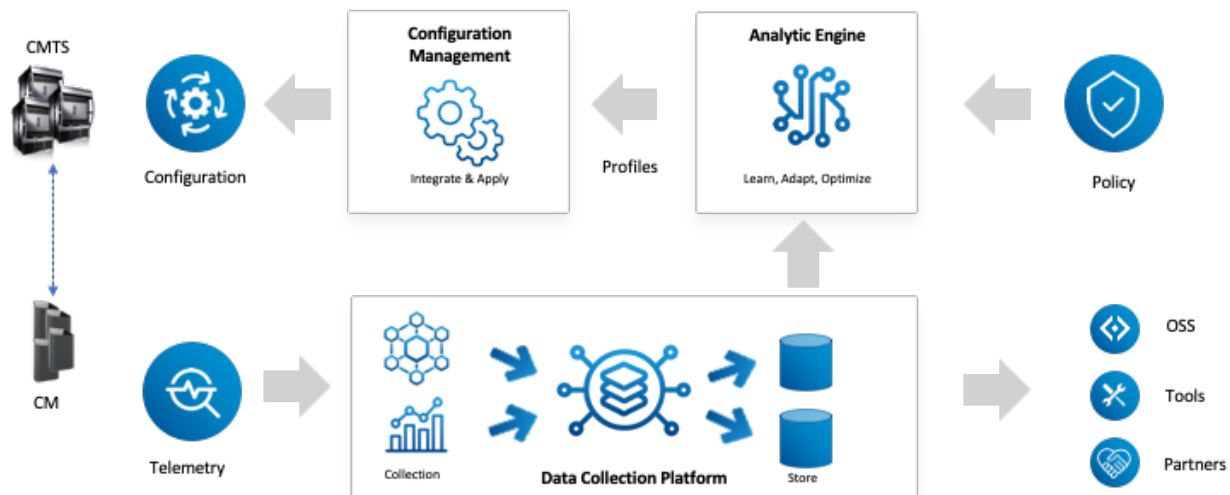 CMTS
Configuration
Management
Analytic Engine
Configuration
Integrate & Apply
Profiles
Learn, Adapt, Optimize
Policy
CM
Telemetry
Collection
Data Collection Platform
Store
OSS
Tools
Partners